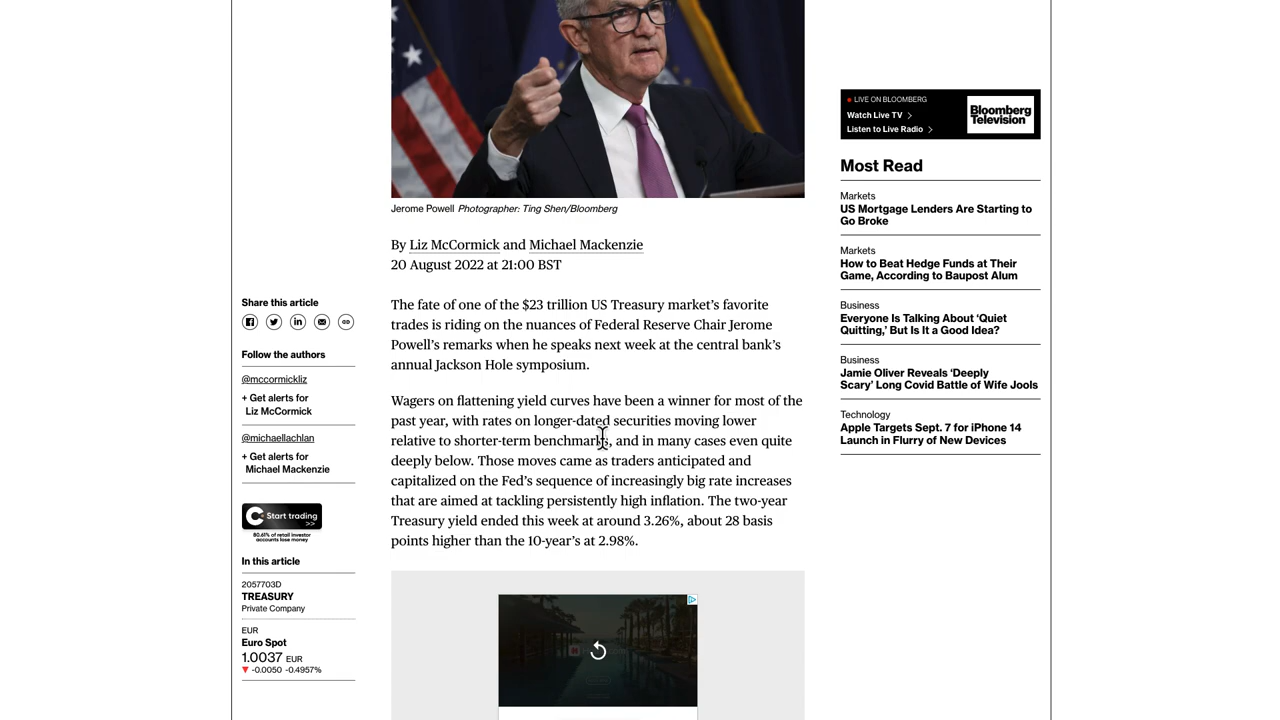 Jerome Powell Photographer: Ting Shen/Bloomberg
By Liz McCormick and Michael Mackenzie
20 August 2022 at 21:00 BST
The fate of one of the $23 trillion US Treasury market’s favorite
trades is riding on the nuances of Federal Reserve Chair Jerome
Powell’s remarks when he speaks next week at the central bank’s
annual Jackson Hole symposium.
Wagers on flattening yield curves have been a winner for most of the
past year, with rates on longer-dated securities moving lower
relative to shorter-term benchmarks, and in many cases even quite
deeply below. Those moves came as traders anticipated and
capitalized on the Fed’s sequence of increasingly big rate increases
that are aimed at tackling persistently high inflation. The two-year
Treasury yield ended this week at around 3.26%, about 28 basis
points higher than the 10-year’s at 2.98%.
Share this article
Follow the authors
@mccormickliz
+ Get alerts for
Liz McCormick
@michaellachlan
+ Get alerts for
Michael Mackenzie
Start trading
>>
80.61% of retail investor
accounts lose money
In this article
2057703D
TREASURY
Private Company
EUR
Euro Spot
1.0037 EUR
▼ -0.0050 -0.4957%
LIVE ON BLOOMBERG
Watch Live TV >
Listen to Live Radio >
Bloomberg
Television
Most Read
Markets
US Mortgage Lenders Are Starting to
Go Broke
Markets
How to Beat Hedge Funds at Their
Game, According to Baupost Alum
Business
Everyone Is Talking About ‘Quiet
Quitting,’ But Is It a Good Idea?
Business
Jamie Oliver Reveals ‘Deeply
Scary’ Long Covid Battle of Wife Jools
Technology
Apple Targets Sept. 7 for iPhone 14
Launch in Flurry of New Devices